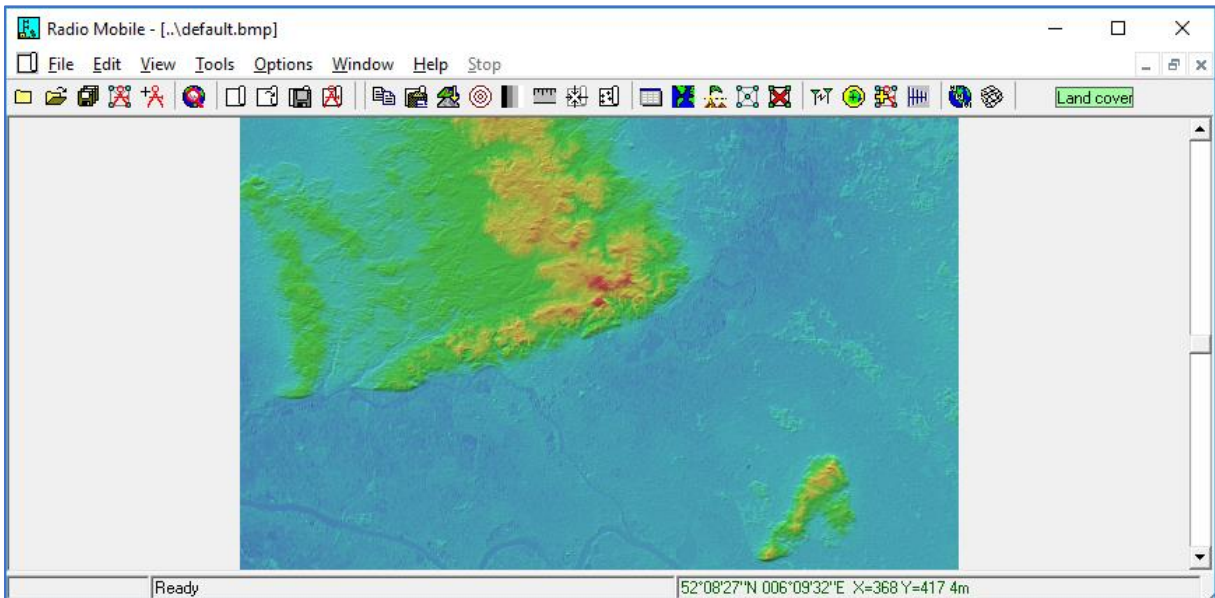 Radio Mobile - [..\default.bmp]
File Edit View Tools Options Window Help Stop
Land cover
Ready 52°08'27"N 006°09'32"E X=368 Y=417 4m